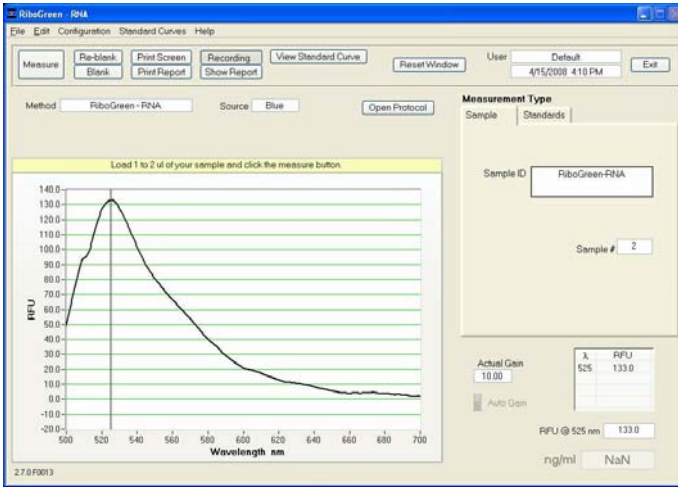 RiboGreen - RNA
File Edit Configuration Standard Curves Help
Measure Re-blank Print Screen Recording View Standard Curve Reset Window User Default Exit
Blank Print Report Show Report 4/15/2008 4:10 PM
Method RiboGreen - RNA Source Blue Open Protocol
Measurement Type
Sample Standards
Load 1 to 2 ul of your sample and click the measure button.
Sample ID RiboGreen-RNA
Sample # 2
RFU
140.0
130.0
120.0
110.0
100.0
90.0
80.0
70.0
60.0
50.0
40.0
30.0
20.0
10.0
0.0
-10.0
-20.0
500 520 540 560 580 600 620 640 660 680 700
Wavelength nm
Actual Gain
10.00
Auto Gain
λ RFU
525 133.0
RFU @ 525 nm 133.0
ng/ml NaN
2.7.0 F0013